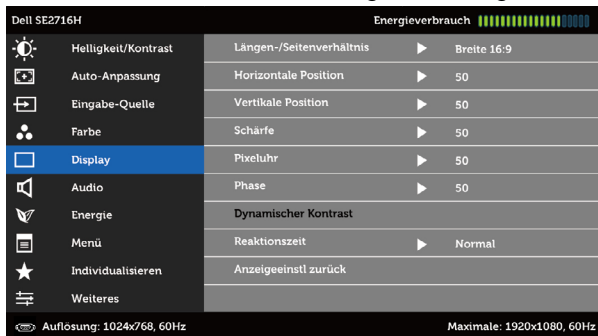 Dell SE2716H Energieverbrauch
Helligkeit/Kontrast Längen-/Seitenverhältnis Breite 16:9
Auto-Anpassung Horizontale Position 50
Eingabe-Quelle Vertikale Position 50
Farbe Schärfe 50
Display Pixeluhr 50
Audio Phase 50
Energie Dynamischer Kontrast
Menü Reaktionszeit Normal
Individualisieren Anzeigeeinstl zurück
Weiteres
Auflösung: 1024x768, 60Hz Maximale: 1920x1080, 60Hz